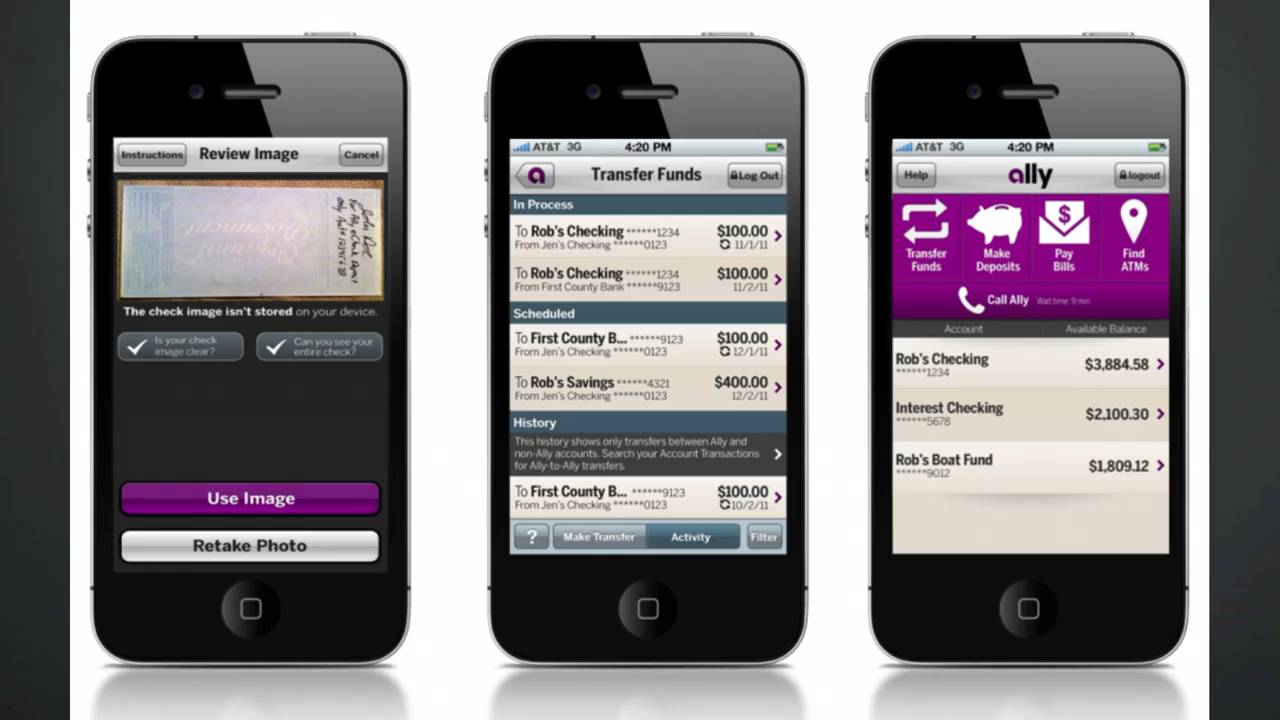 Instructions
Review Image
Cancel
The check image isn't stored on your device.
Is your check
image clear?
Can you see your
entire check?
Use Image
Retake Photo
AT&T 3G
4:20 PM
a
Transfer Funds
Log Out
In Process
To Rob's Checking ******1234
$100.00
From Jen's Checking ******0123
11/1/11
To Rob's Checking ******1234
$100.00
From First County Bank ******9123
11/2/11
Scheduled
To First County B... ******9123
$100.00
From Jen's Checking ******0123
12/1/11
To Rob's Savings ******4321
$400.00
From Jen's Checking ******0123
12/2/11
History
This history shows only transfers between Ally and
non-Ally accounts. Search your Account Transactions
for Ally-to-Ally transfers.
To First County B... ******9123
$100.00
From Jen's Checking ******0123
10/2/11
?
Make Transfer
Activity
Filter
AT&T 3G
4:20 PM
Help
ally
logout
Transfer
Funds
Make
Deposits
$
Pay
Bills
Find
ATMs
Call Ally Wait time: 9 min.
Account
Available Balance
Rob's Checking
******1234
$3,884.58
Interest Checking
******5678
$2,100.30
Rob's Boat Fund
******9012
$1,809.12